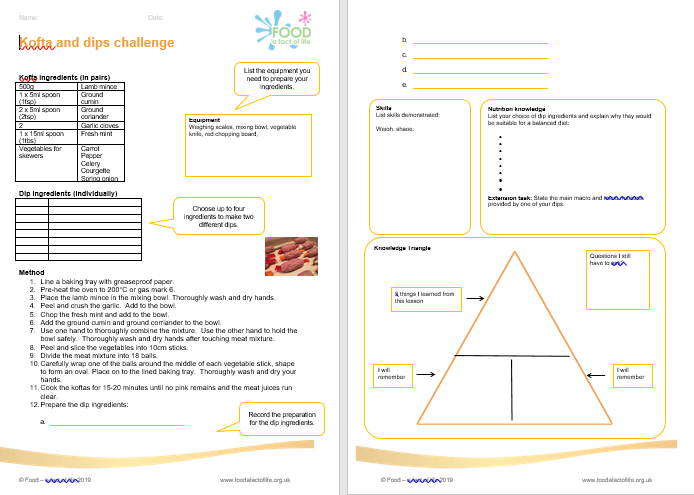 Name:
Date:
FOOD
a fact of life
Kofta and dips challenge
Kofta ingredients (in pairs)
500g Lamb mince
1 x 5ml spoon (1tsp) Ground cumin
2 x 5ml spoon (2tsp) Ground coriander
2 Garlic cloves
1 x 15ml spoon (1tbs) Fresh mint
Vegetables for skewers
Carrot
Pepper
Celery
Courgette
Spring onion
List the equipment you
need to prepare your
ingredients.
Equipment
Weighing scales, mixing bowl, vegetable
knife, red chopping board,
Dip ingredients (individually)
Choose up to four
ingredients to make two
different dips.
Method
1. Line a baking tray with greaseproof paper.
2. Pre-heat the oven to 200°C or gas mark 6.
3. Place the lamb mince in the mixing bowl. Thoroughly wash and dry hands.
4. Peel and crush the garlic. Add to the bowl.
5. Chop the fresh mint and add to the bowl.
6. Add the ground cumin and ground corriander to the bowl.
7. Use one hand to thoroughly combine the mixture. Use the other hand to hold the
bowl safely. Thoroughly wash and dry hands after touching meat mixture.
8. Peel and slice the vegetables into 10cm sticks.
9. Divide the meat mixture into 18 balls.
10. Carefully wrap one of the balls around the middle of each vegetable stick, shape
to form an oval. Place on to the lined baking tray. Thoroughly wash and dry your
hands.
11. Cook the koftas for 15-20 minutes until no pink remains and the meat juices run
clear.
12. Prepare the dip ingredients:
a.
Record the preparation
for the dip ingredients.
© Food – a fact of life 2019
www.foodafactoflife.org.uk
b.
c.
d.
e.
Skills
List skills demonstrated:
Weigh, shape,
Nutrition knowledge
List your choice of dip ingredients and explain why they would
be suitable for a balanced diet:
Extension task: State the main macro and
provided by one of your dips.
Knowledge Triangle
Questions I still
have to
things I learned from
this lesson
I will
remember
I will
remember
© Food – a fact of life 2019
www.foodafactoflife.org.uk